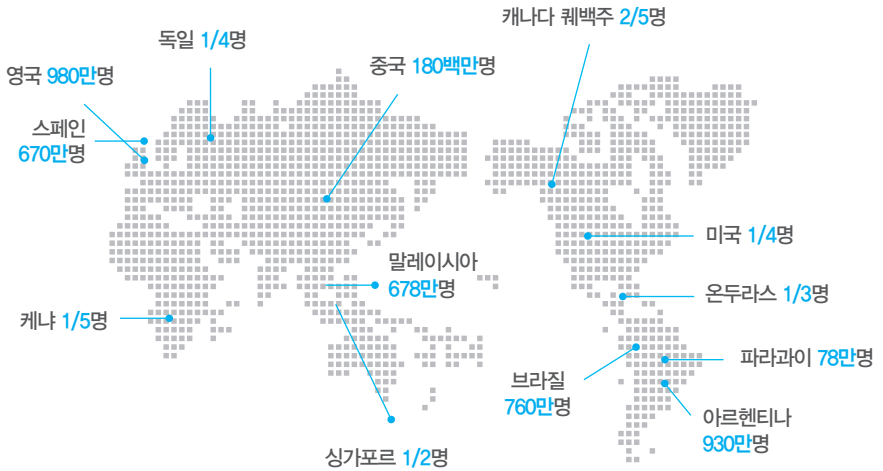 캐나다 퀘백주 2/5명
독일 1/4명
영국 980만명
중국 180백만명
스페인
670만명
미국 1/4명
말레이시아
678만명
온두라스 1/3명
케냐 1/5명
파라과이 78만명
브라질
760만명
아르헨티나
930만명
싱가포르 1/2명